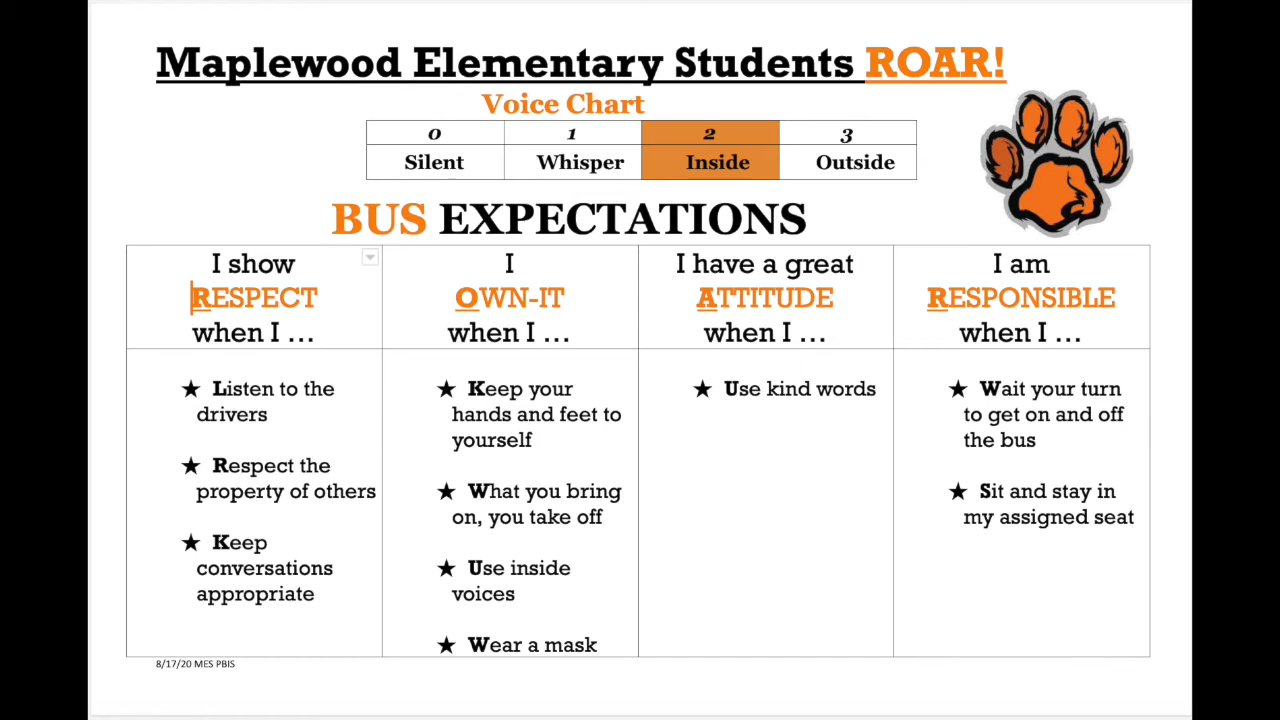 Maplewood Elementary Students ROAR!
Voice Chart
0 1 2 3
Silent Whisper Inside Outside
BUS EXPECTATIONS
I show
RESPECT
when I …
★ Listen to the
drivers
★ Respect the
property of others
★ Keep
conversations
appropriate
I
OWN-IT
when I …
★ Keep your
hands and feet to
yourself
★ What you bring
on, you take off
★ Use inside
voices
★ Wear a mask
I have a great
ATTITUDE
when I …
★ Use kind words
I am
RESPONSIBLE
when I …
★ Wait your turn
to get on and off
the bus
★ Sit and stay in
my assigned seat
8/17/20 MES PBIS